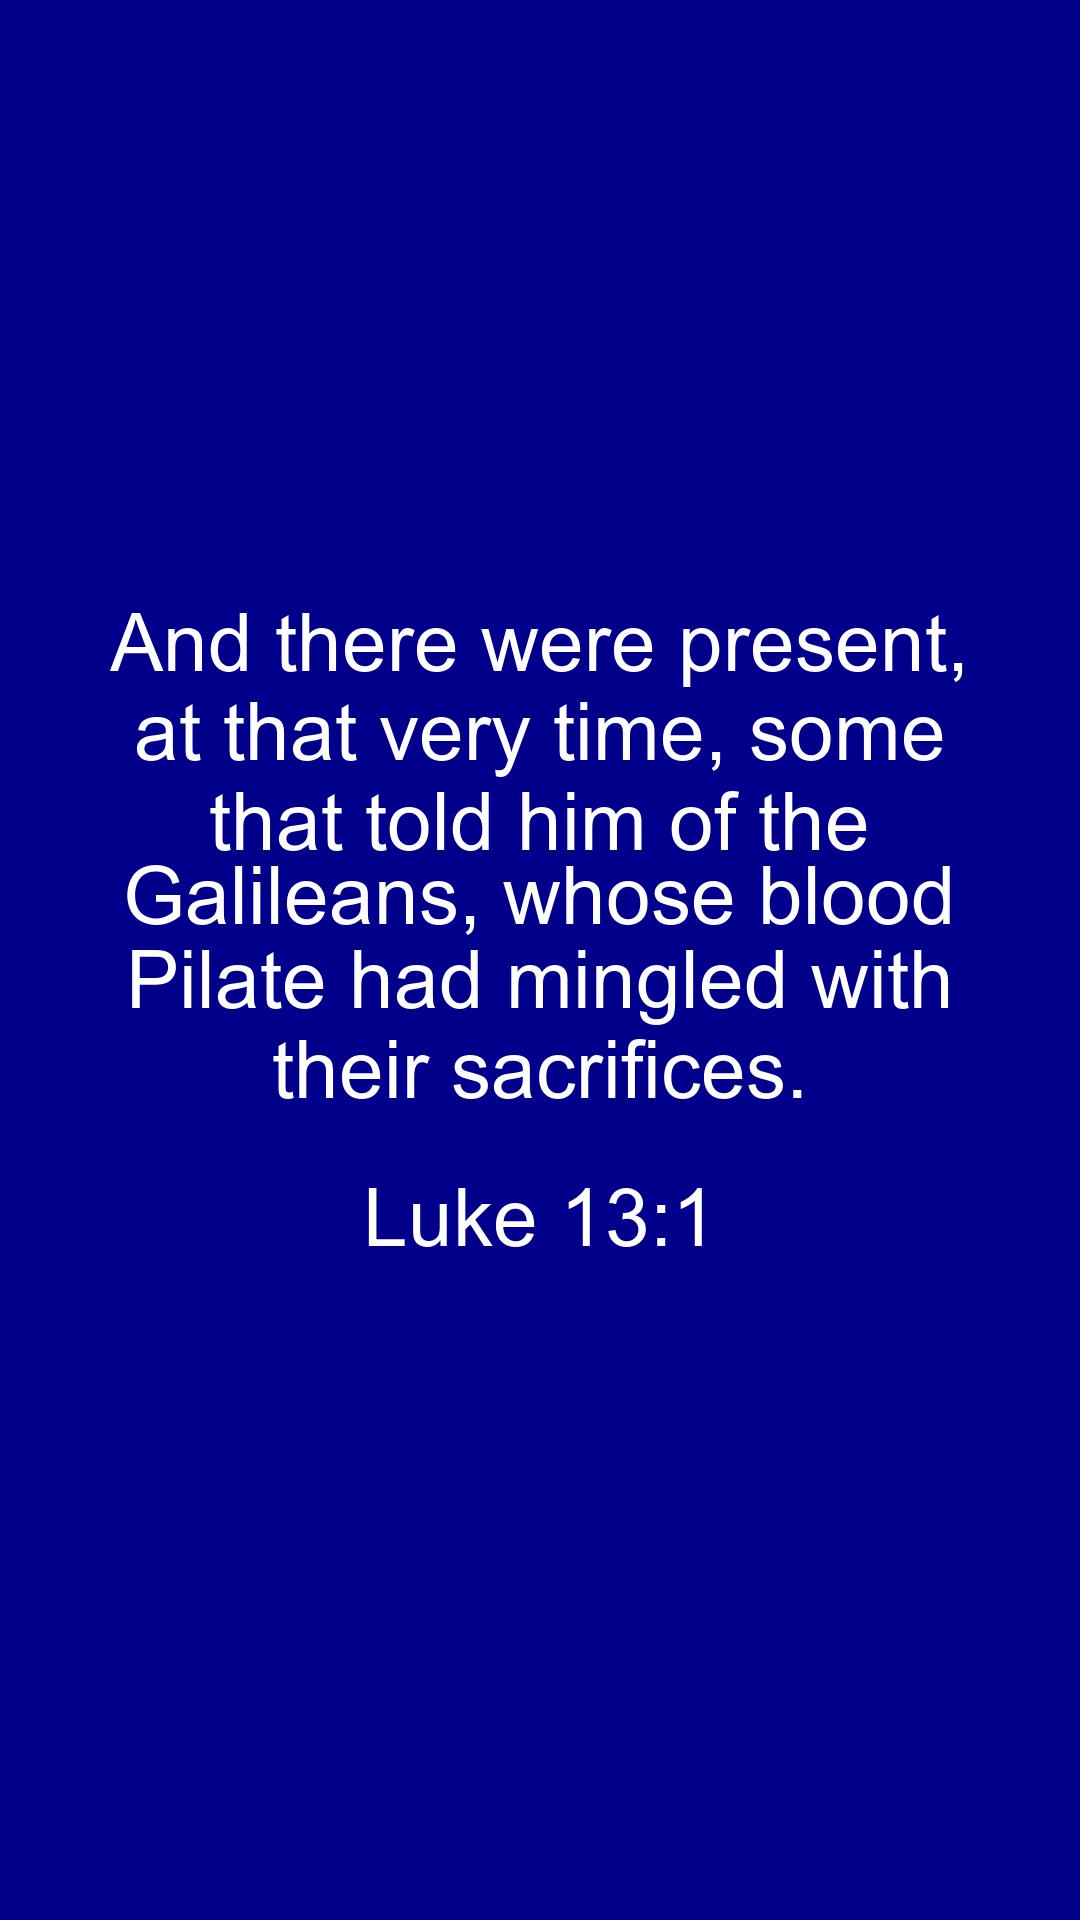 And there were present,
at that very time, some
that told him of the
Galileans, whose blood
Pilate had mingled with
their sacrifices.
Luke 13:1